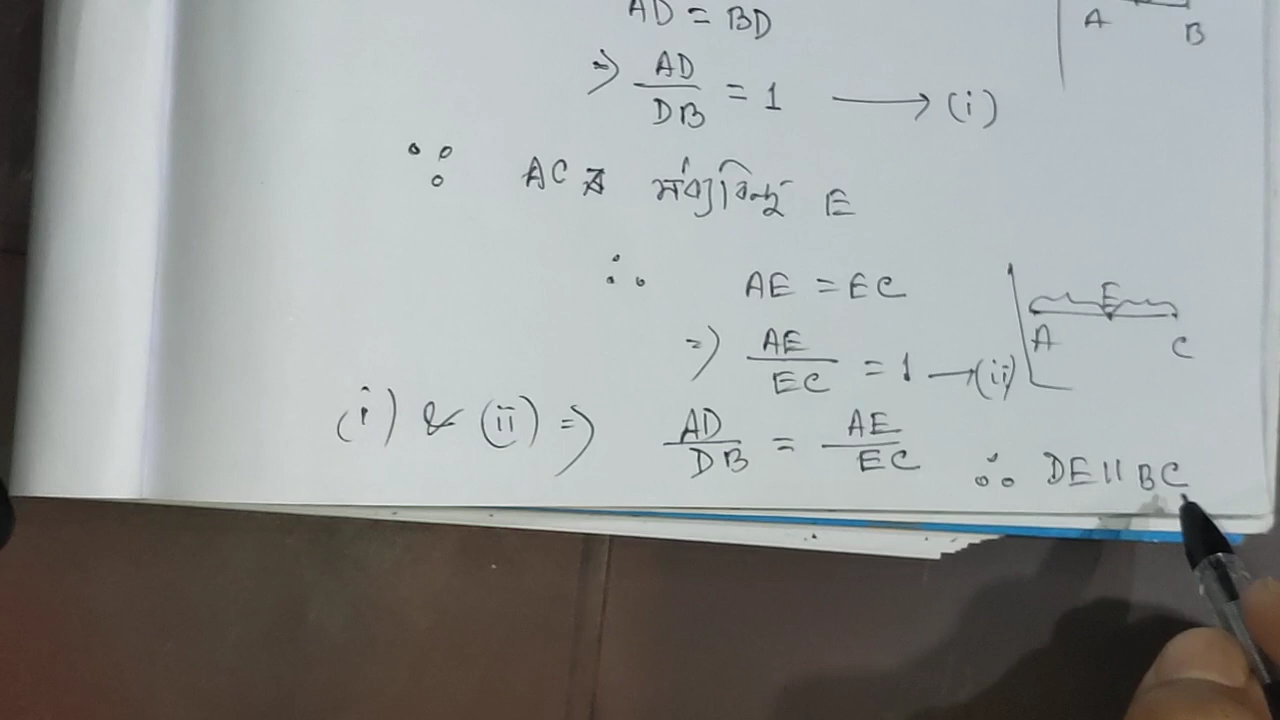 AD = BD
A B
=> AD/DB = 1 → (i)
∵ ACৰ মধ্যবিন্দু E
∴ AE = EC
E
A C
=> AE/EC = 1 → (ii)
(i) & (ii) => AD/DB = AE/EC ∴ DE || BC